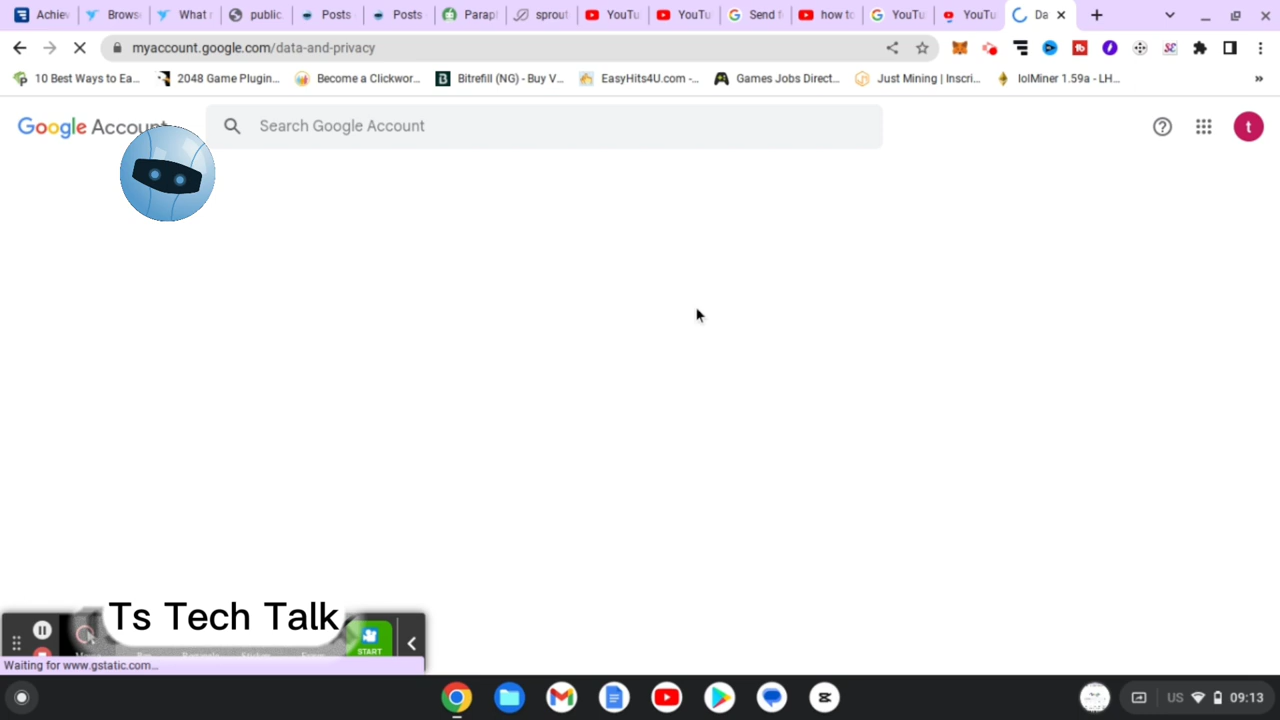 Achiev
Brows
What r
public.
Posts
Posts
Parapl
sprout
YouTu
YouTu
Send f
how to
YouTu
YouTu
Da
myaccount.google.com/data-and-privacy
10 Best Ways to Ea...
2048 Game Plugin...
Become a Clickwor...
Bitrefill (NG) - Buy V...
EasyHits4U.com -...
Games Jobs Direct...
Just Mining | Inscri...
lolMiner 1.59a - LH...
»
Google Account
Search Google Account
t
Ts Tech Talk
START
Waiting for www.gstatic.com...
US
09:13